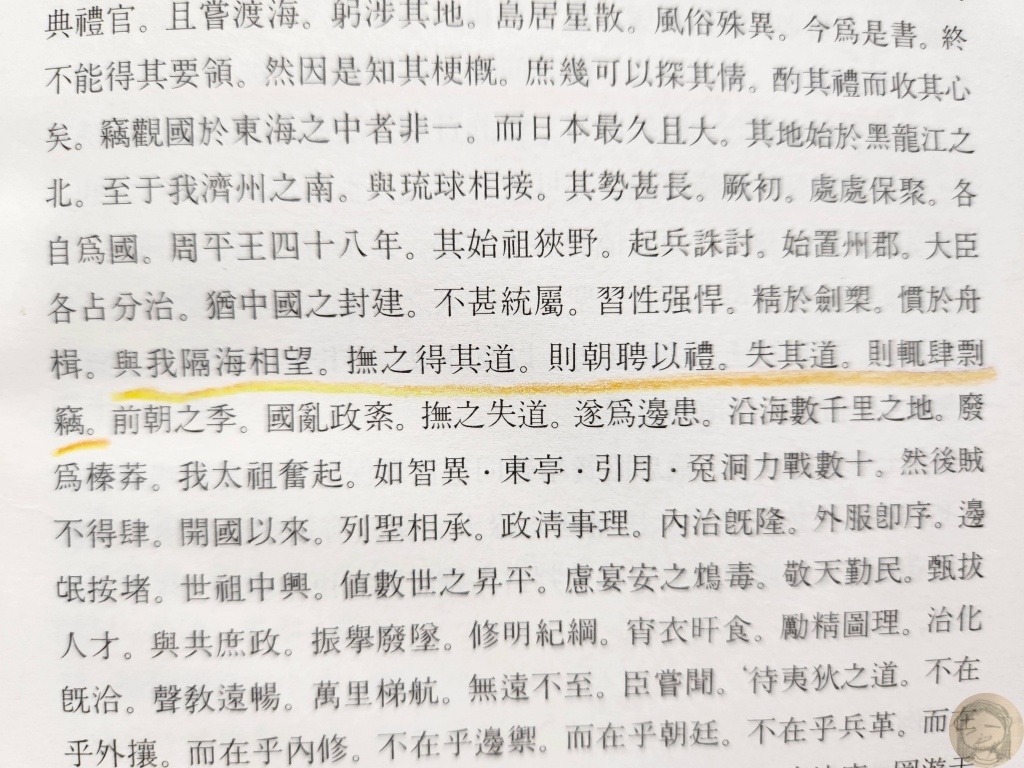 典禮官。且嘗渡海。躬涉其地。島居星散。風俗殊異。今爲是書。終
不能得其要領。然因是知其梗槪。庶幾可以探其情。酌其禮而收其心
矣。竊觀國於東海之中者非一。而日本最久且大。其地始於黑龍江之
北。至于我濟州之南。與琉球相接。其勢甚長。厥初。處處保聚。各
自爲國。周平王四十八年。其始祖狹野。起兵誅討。始置州郡。大臣
各占分治。猶中國之封建。不甚統屬。習性强悍。精於劍槊。慣於舟
楫。與我隔海相望。撫之得其道。則朝聘以禮。失其道。則輒肆剽
竊。前朝之季。國亂政紊。撫之失道。遂爲邊患。沿海數千里之地。廢
爲榛莽。我太祖奮起。如智異·東亭·引月·兎洞力戰數十。然後賊
不得肆。開國以來。列聖相承。政淸事理。內治旣隆。外服卽序。邊
氓按堵。世祖中興。値數世之昇平。慮宴安之鴆毒。敬天勤民。甄拔
人才。與共庶政。振擧廢墜。修明紀綱。宵衣旰食。勵精圖理。治化
旣洽。聲敎遠暢。萬里梯航。無遠不至。臣嘗聞。待夷狄之道。不在
乎外攘。而在乎內修。不在乎邊禦。而在乎朝廷。不在乎兵革。而在